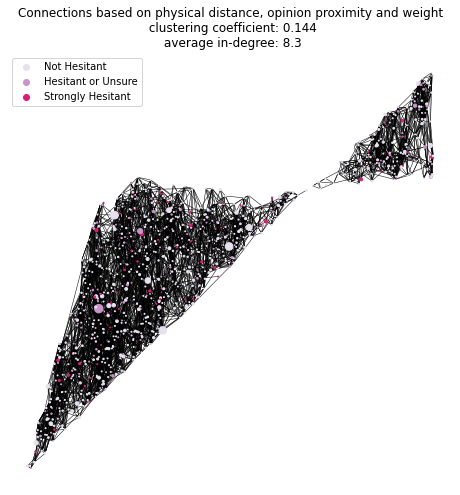 Connections based on physical distance, opinion proximity and weight
clustering coefficient: 0.144
average in-degree: 8.3
Not Hesitant
Hesitant or Unsure
Strongly Hesitant